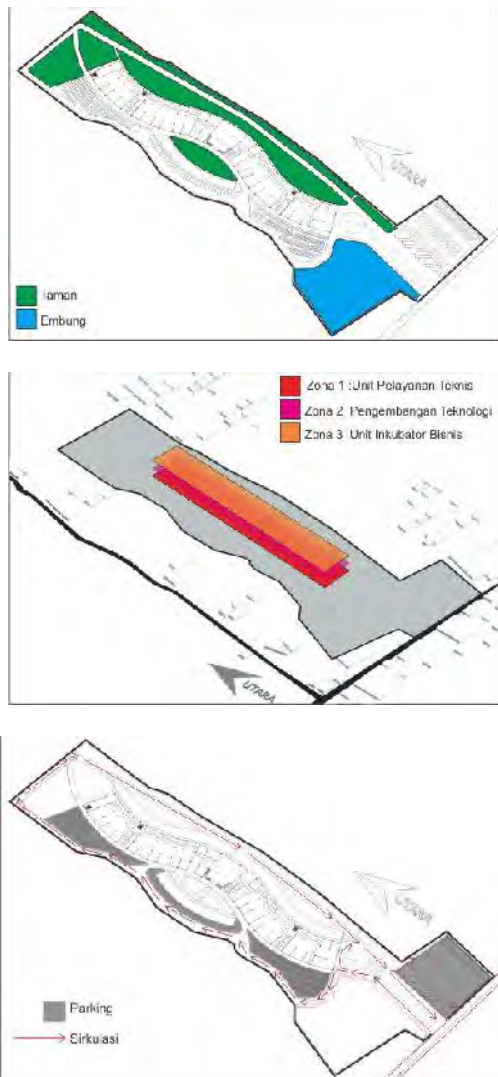 UTARA
Taman
Embung
Zona 1 :Unit Pelayanan Teknis
Zona 2 Pengembangan Teknologi
Zona 3 Unit Inkubator Bisnis
UTARA
UTARA
Parking
Sirkulasi